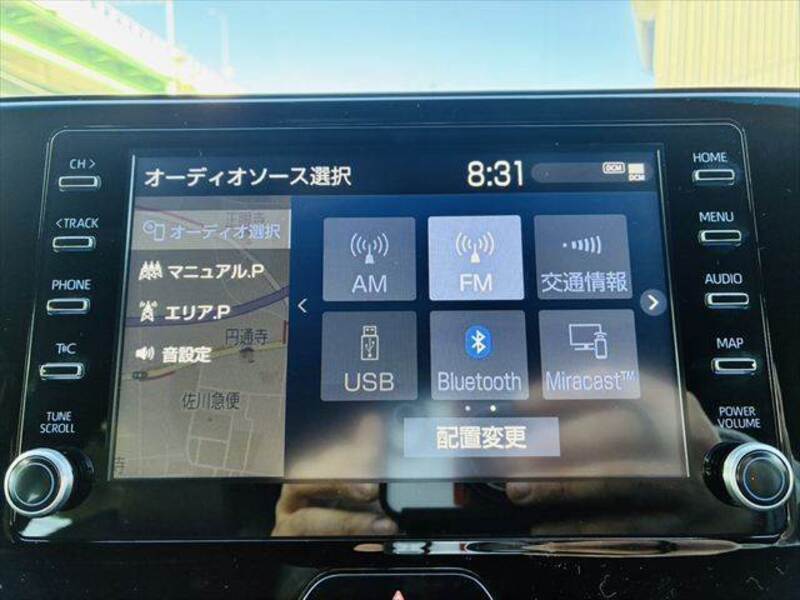 CH >
< TRACK
PHONE
TϳC
TUNE
SCROLL
オーディオソース選択
8:31
DCM
DCM
オーディオ選択
マニュアル.P
エリア.P
円通寺
音設定
佐川急便
寺
AM
FM
交通情報
USB
Bluetooth
Miracast™
配置変更
HOME
MENU
AUDIO
MAP
POWER
VOLUME